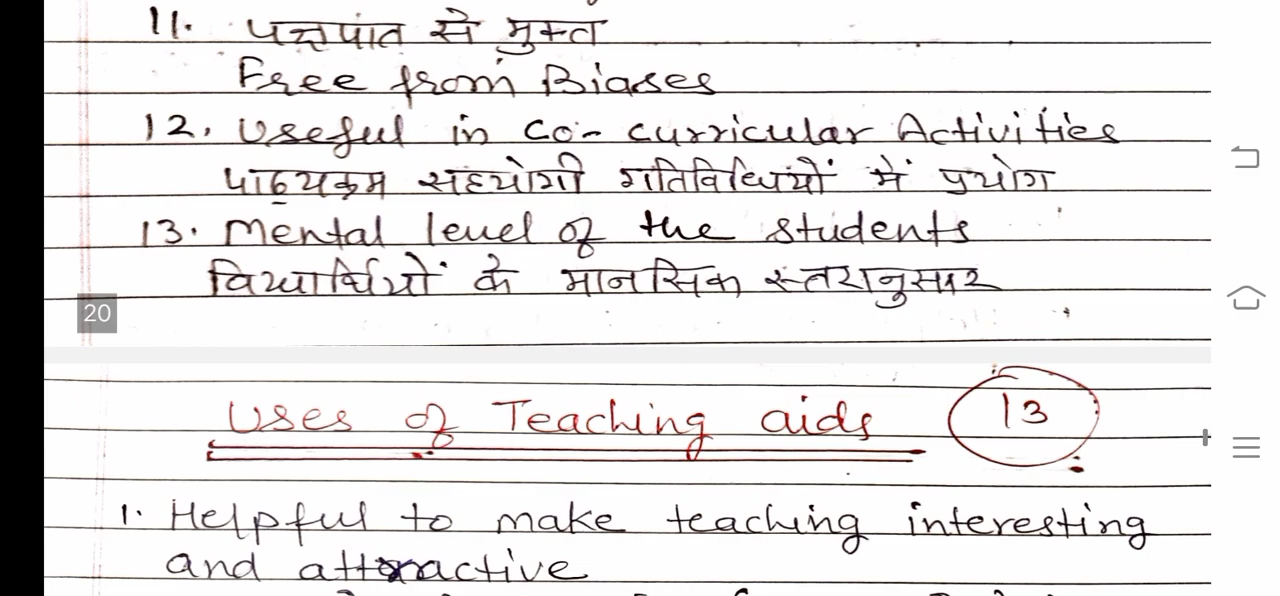 11. पक्षपात से मुक्त
Free from Biases
12. Useful in co-curricular Activities
पाठ्यक्रम सहयोगी गतिविधियों में प्रयोग
13. Mental level of the students
विद्यार्थियों के मानसिक स्तरानुसार
20
Uses of Teaching aids 13
1. Helpful to make teaching interesting
and attractive